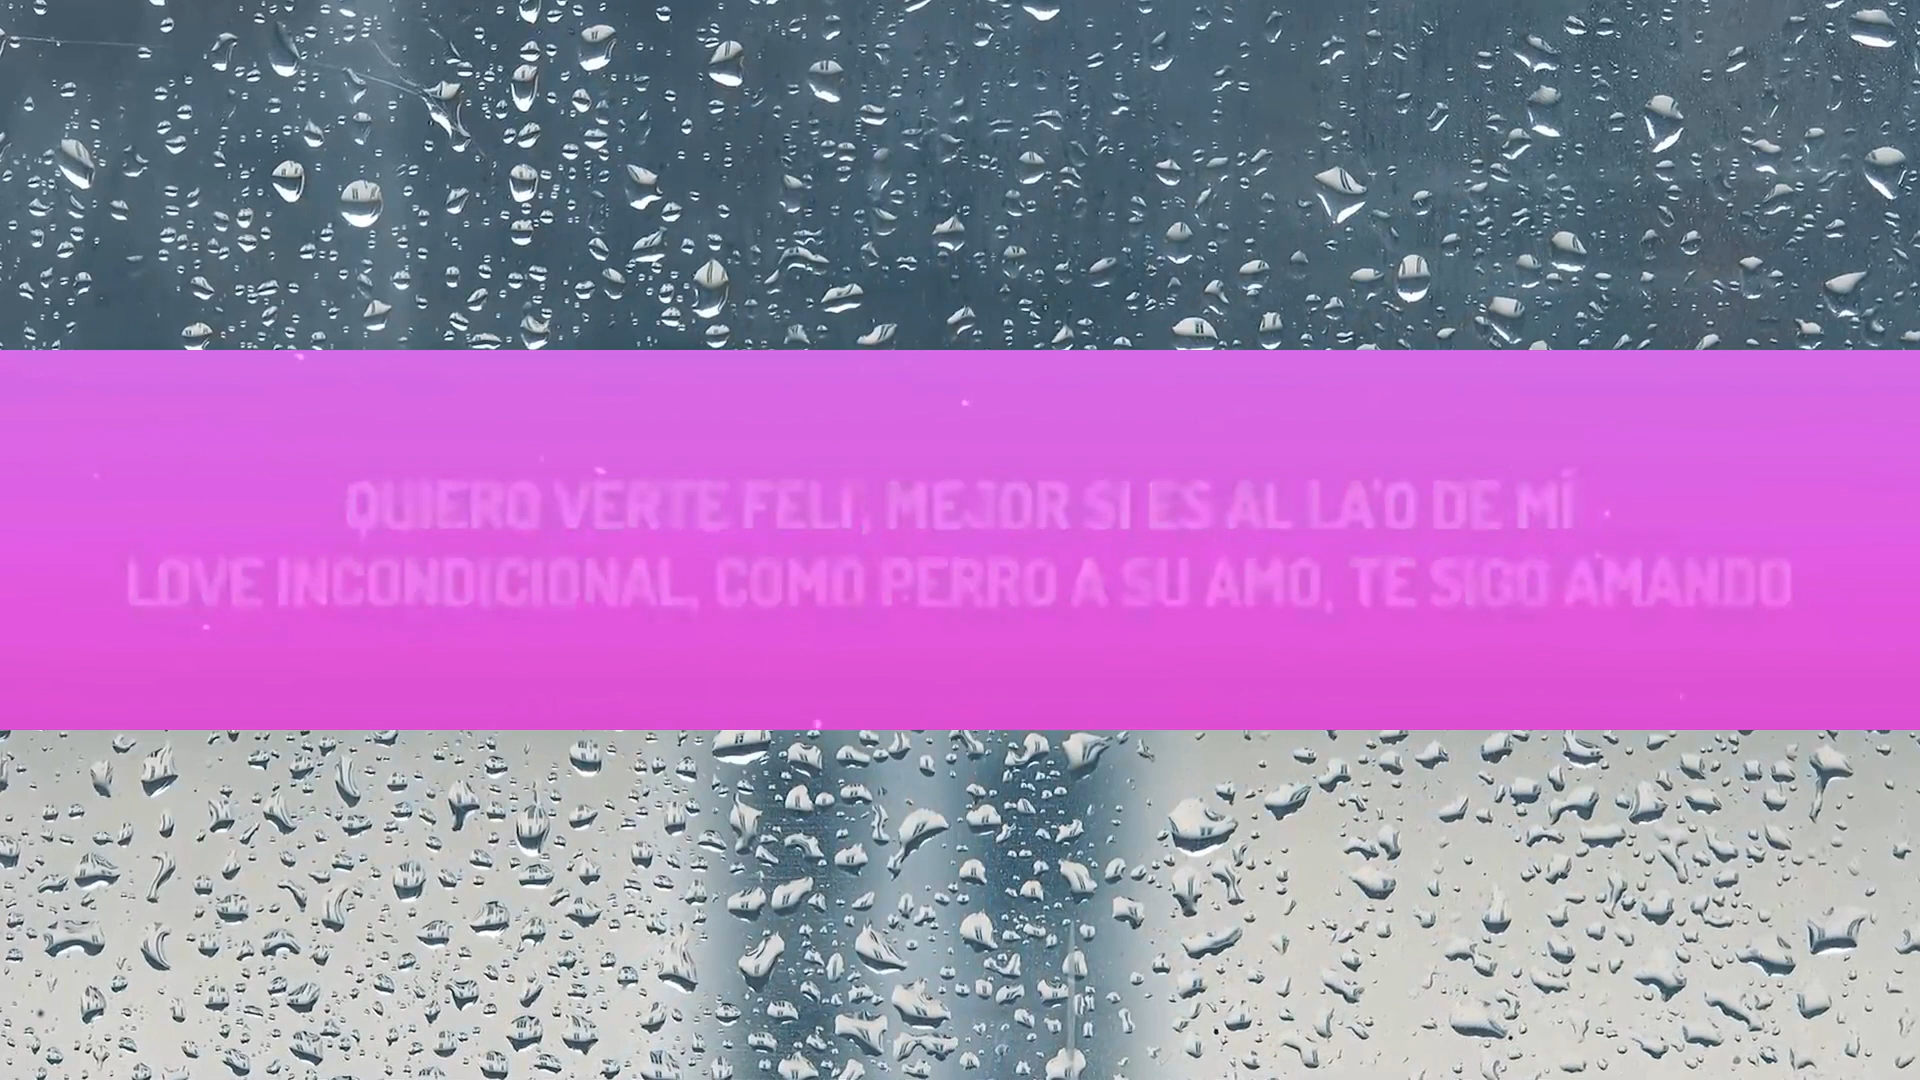 QUIERO VERTE FELI, MEJOR SI ES AL LA'O DE MÍ
LOVE INCONDICIONAL, COMO PERRO A SU AMO, TE SIGO AMANDO